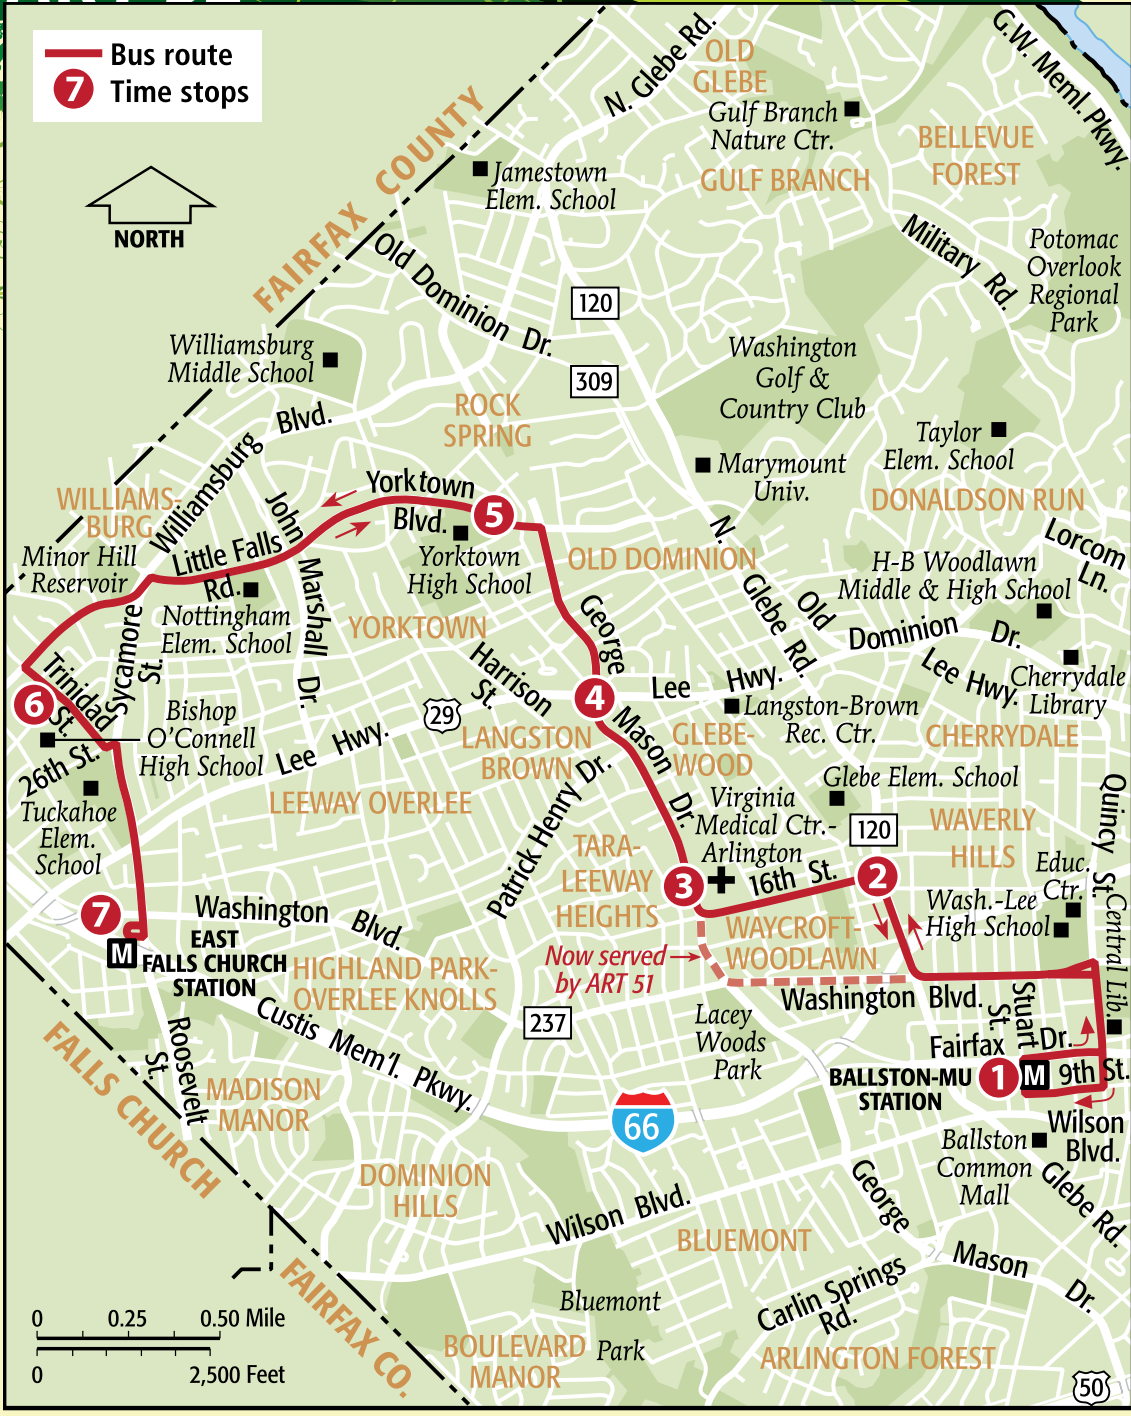 Bus route
7 Time stops
NORTH
FAIRFAX COUNTY
N. Glebe Rd.
OLD
GLEBE
Gulf Branch
Nature Ctr.
GULF BRANCH
G.W. Meml. Pkwy.
BELLEVUE
FOREST
Jamestown
Elem. School
Old Dominion Dr.
Military Rd.
Potomac
Overlook
Regional
Park
120
309
Williamsburg
Middle School
Washington
Golf &
Country Club
ROCK
SPRING
Williamsburg Blvd.
Taylor
Elem. School
Marymount
Univ.
DONALDSON RUN
WILLIAMS-
BURG
Yorktown
Blvd.
5
John Marshall Dr.
Minor Hill
Reservoir
Little Falls
Rd.
Yorktown
High School
OLD DOMINION
N. Glebe Rd.
Lorcom
Ln.
H-B Woodlawn
Middle & High School
Nottingham
Elem. School
YORKTOWN
Sycamore
St.
George Mason Dr.
Old Dominion Dr.
Harrison
St.
Lee Hwy.
Lee Hwy.
Cherrydale
Library
6
Trinidad
St.
4
29
Bishop
O'Connell
High School
Langston-Brown
Rec. Ctr.
CHERRYDALE
LANGSTON
BROWN
GLEBE-
WOOD
Lee Hwy.
26th St.
Glebe Elem. School
Tuckahoe
Elem.
School
LEEWAY OVERLEE
Patrick Henry Dr.
Virginia
Medical Ctr.-
Arlington
120
WAVERLY
HILLS
Quincy St.
TARA-
LEEWAY
HEIGHTS
3
16th St.
2
Educ.
Ctr.
Wash.-Lee
High School
Central Lib.
7
Washington Blvd.
M
EAST
FALLS CHURCH
STATION
WAYCROFT-
WOODLAWN
Now served
by ART 51
HIGHLAND PARK-
OVERLEE KNOLLS
Washington Blvd.
237
Custis Mem'l. Pkwy.
Lacey
Woods
Park
Stuart
St.
Fairfax Dr.
BALLSTON-MU
STATION
1
M
9th St.
FALLS CHURCH
Roosevelt
St.
MADISON
MANOR
66
Wilson
Blvd.
Ballston
Common
Mall
Glebe Rd.
DOMINION
HILLS
Wilson Blvd.
George Mason Dr.
BLUEMONT
FAIRFAX CO.
Carlin Springs
Rd.
Bluemont
Park
BOULEVARD
MANOR
ARLINGTON FOREST
50
0 0.25 0.50 Mile
0 2,500 Feet